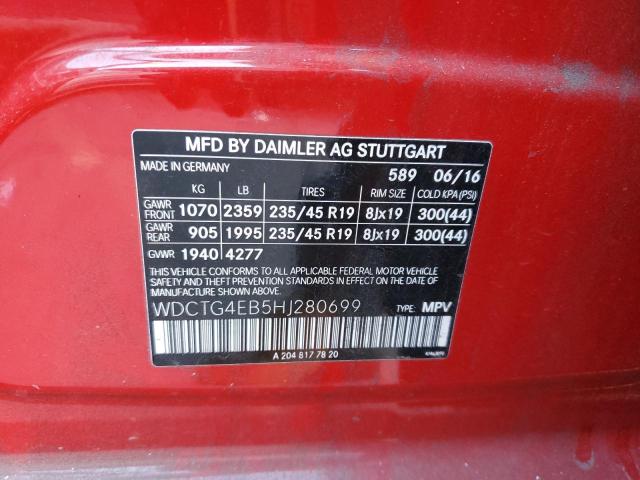 MFD BY DAIMLER AG STUTTGART
MADE IN GERMANY 589 06/16
KG LB TIRES RIM SIZE COLD KPA (PSI)
GAWR FRONT 1070 2359 235/45 R19 8Jx19 300(44)
GAWR REAR 905 1995 235/45 R19 8Jx19 300(44)
GVWR 1940 4277
THIS VEHICLE CONFORMS TO ALL APPLICABLE FEDERAL MOTOR VEHICLE
SAFETY STANDARDS IN EFFECT ON THE DATE OF MANUFACTURE SHOWN ABOVE.
WDCTG4EB5HJ280699 TYPE: MPV
A 204 817 78 20